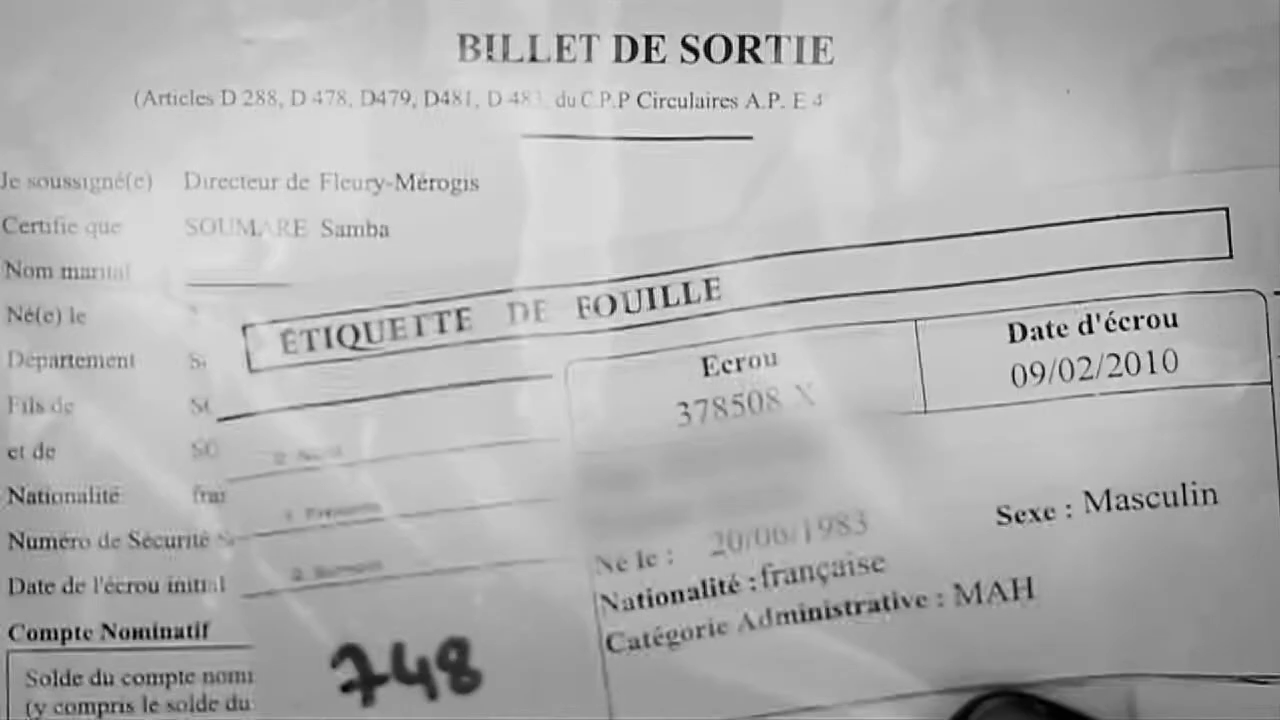 BILLET DE SORTIE
(Articles D 288, D 478, D479, D481, D 483, du C.P.P Circulaires A.P. E 4
Je soussigné(e) Directeur de Fleury-Mérogis
Certifie que SOUMARE Samba
Nom marital
Né(e) le
Département
Fils de
et de
Nationalité
Numéro de Sécurité
Date de l'écrou initial
Compte Nominatif
Solde du compte nomi
(y compris le solde du
ÉTIQUETTE DE FOUILLE
Ecrou
378508 X
Date d'écrou
09/02/2010
Né le : 20/06/1983
Sexe : Masculin
Nationalité : française
Catégorie Administrative : MAH
748